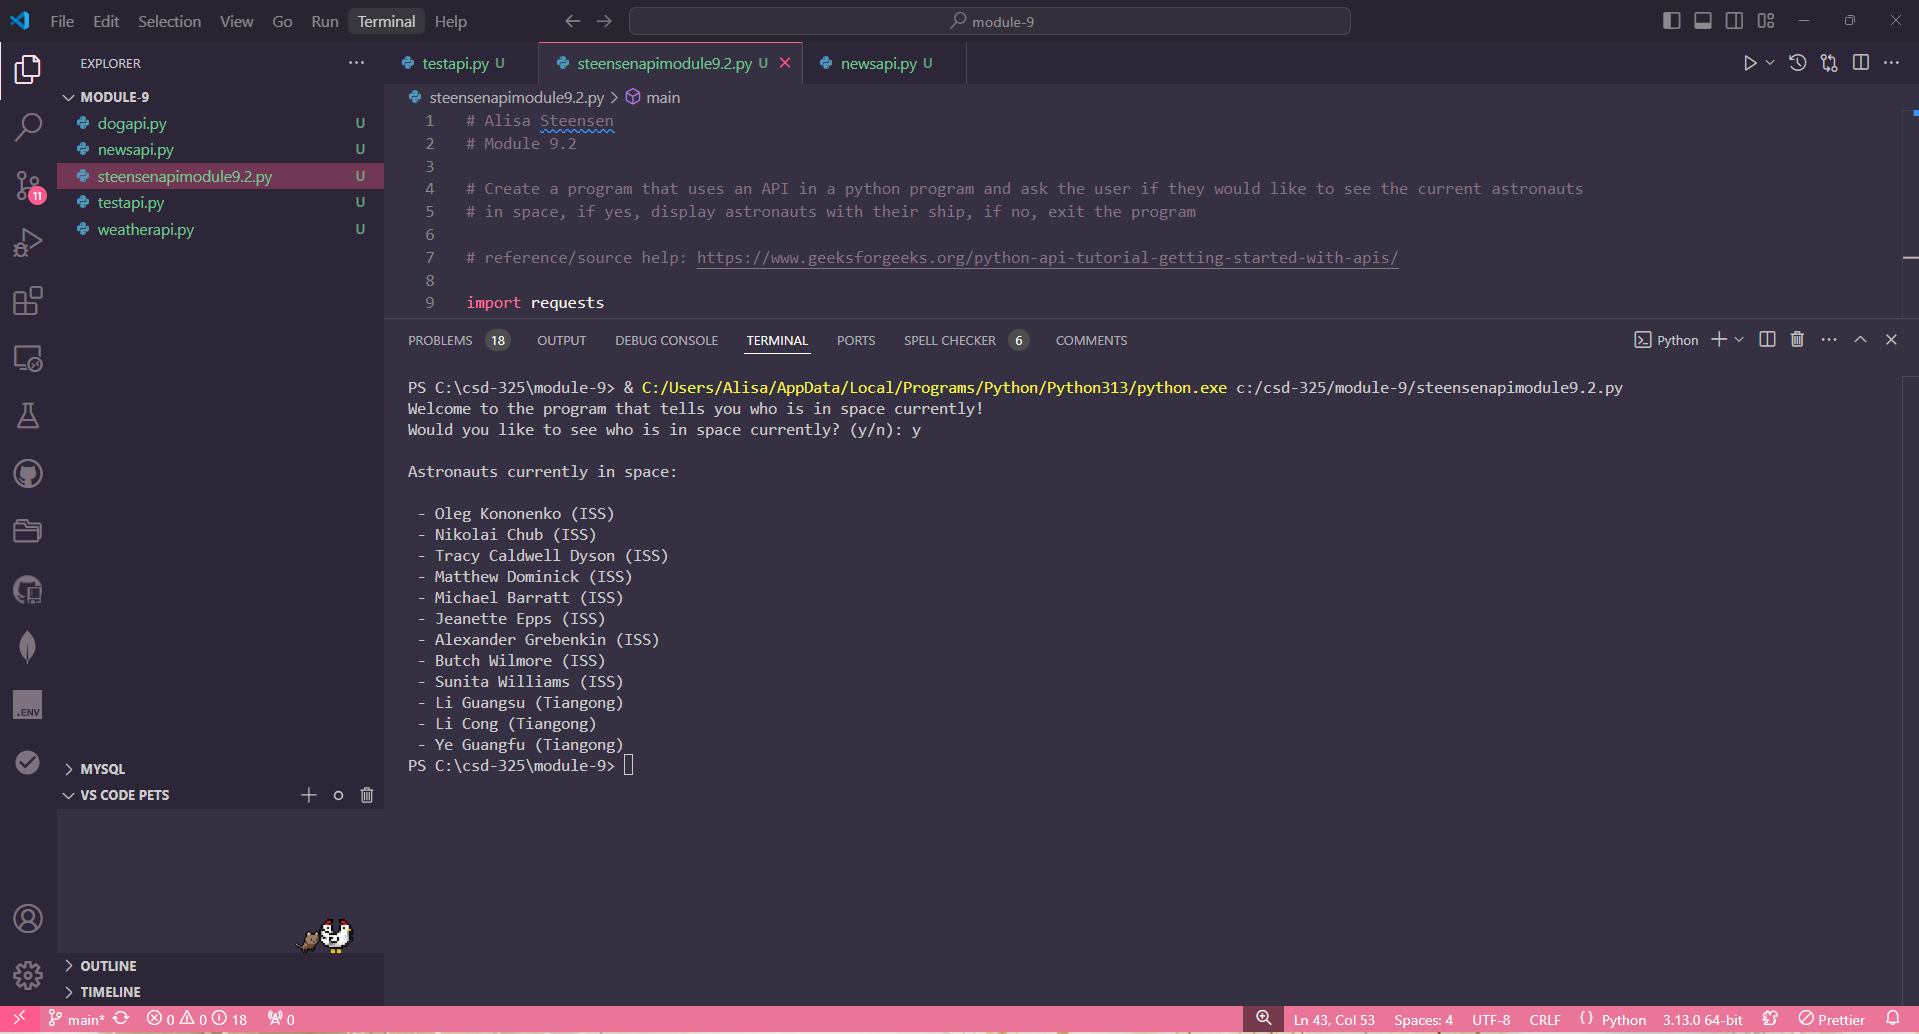 File Edit Selection View Go Run Terminal Help
module-9
EXPLORER
MODULE-9
dogapi.py U
newsapi.py U
steensenapimodule9.2.py U
testapi.py U
weatherapi.py U
11
.ENV
MYSQL
VS CODE PETS
OUTLINE
TIMELINE
testapi.py U steensenapimodule9.2.py U newsapi.py U
steensenapimodule9.2.py > main
1 # Alisa Steensen
2 # Module 9.2
3
4 # Create a program that uses an API in a python program and ask the user if they would like to see the current astronauts
5 # in space, if yes, display astronauts with their ship, if no, exit the program
6
7 # reference/source help: https://www.geeksforgeeks.org/python-api-tutorial-getting-started-with-apis/
8
9 import requests
PROBLEMS 18 OUTPUT DEBUG CONSOLE TERMINAL PORTS SPELL CHECKER 6 COMMENTS Python
PS C:\csd-325\module-9> & C:/Users/Alisa/AppData/Local/Programs/Python/Python313/python.exe c:/csd-325/module-9/steensenapimodule9.2.py
Welcome to the program that tells you who is in space currently!
Would you like to see who is in space currently? (y/n): y
Astronauts currently in space:
- Oleg Kononenko (ISS)
- Nikolai Chub (ISS)
- Tracy Caldwell Dyson (ISS)
- Matthew Dominick (ISS)
- Michael Barratt (ISS)
- Jeanette Epps (ISS)
- Alexander Grebenkin (ISS)
- Butch Wilmore (ISS)
- Sunita Williams (ISS)
- Li Guangsu (Tiangong)
- Li Cong (Tiangong)
- Ye Guangfu (Tiangong)
PS C:\csd-325\module-9>
main* 0 0 18 0 Ln 43, Col 53 Spaces: 4 UTF-8 CRLF {} Python 3.13.0 64-bit Prettier